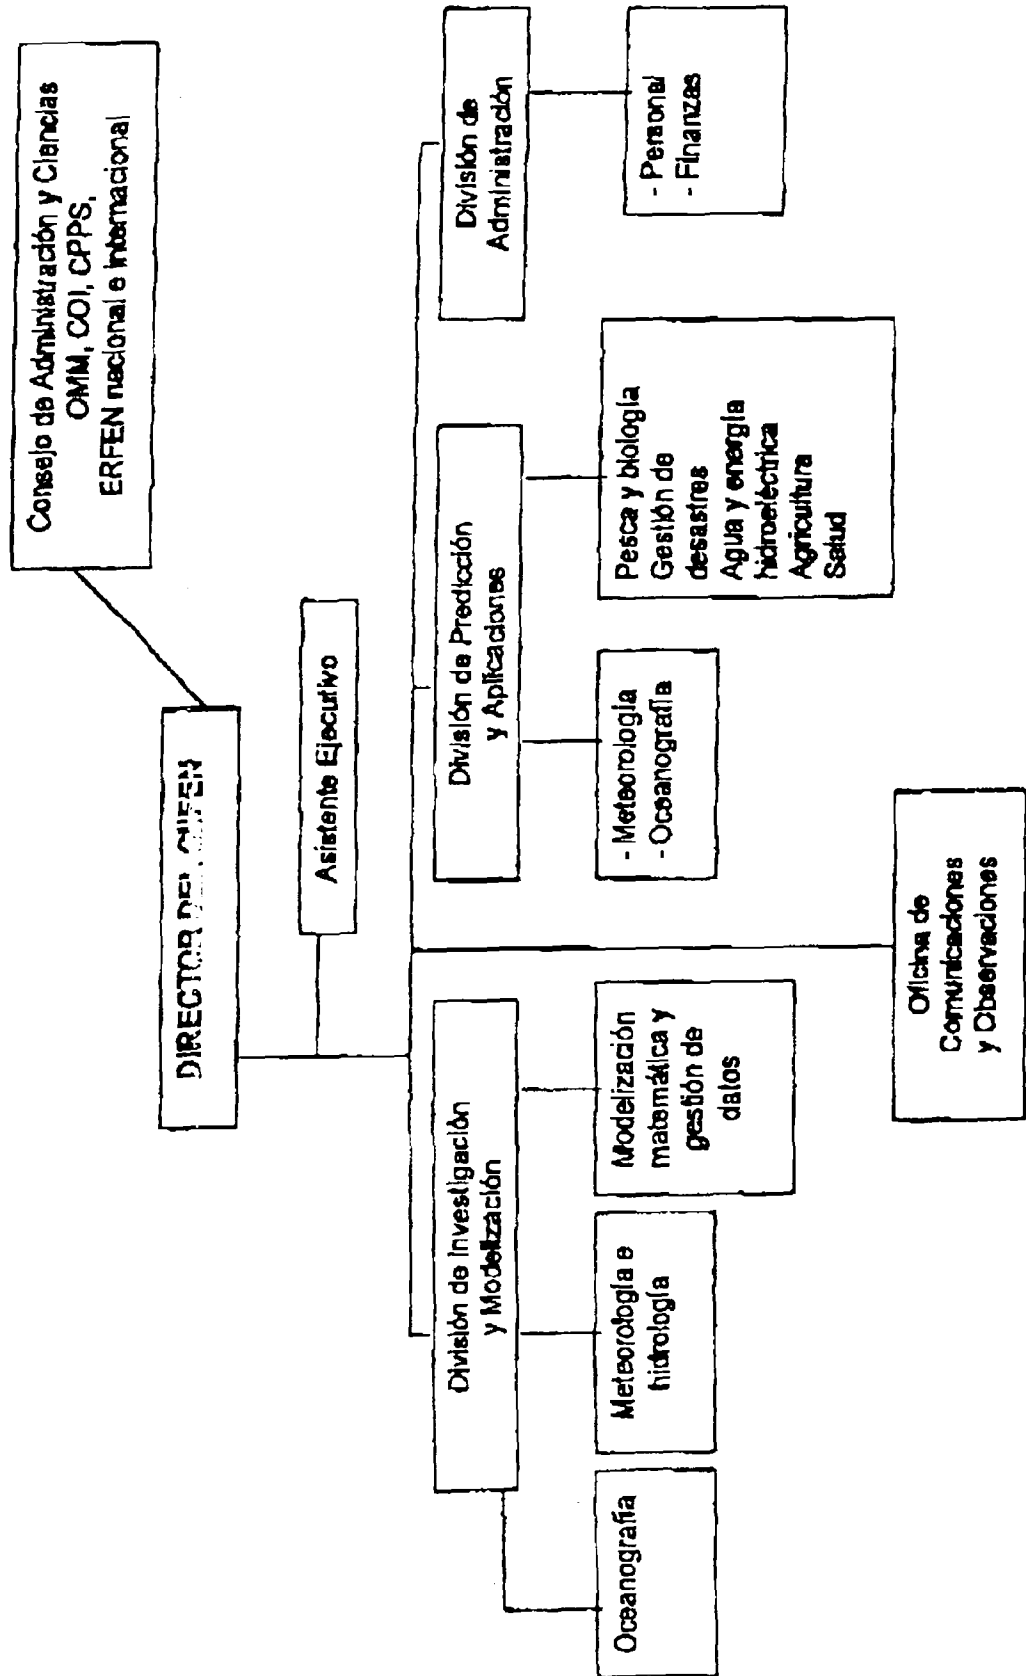 Consejo de Administración y Ciencias
OMM, COI, CPPS,
ERFEN nacional e internacional
DIRECTOR DEL CIIFEN
Asistente Ejecutivo
División de Investigación
y Modelización
División de Predicción
y Aplicaciones
División de
Administración
Oceanografía
Meteorología e
hidrología
Modelización
matemática y
gestión de
datos
- Meteorología
- Oceanografía
Pesca y biología
Gestión de
desastres
Agua y energía
hidroeléctrica
Agricultura
Salud
- Personal
- Finanzas
Oficina de
Comunicaciones
y Observaciones